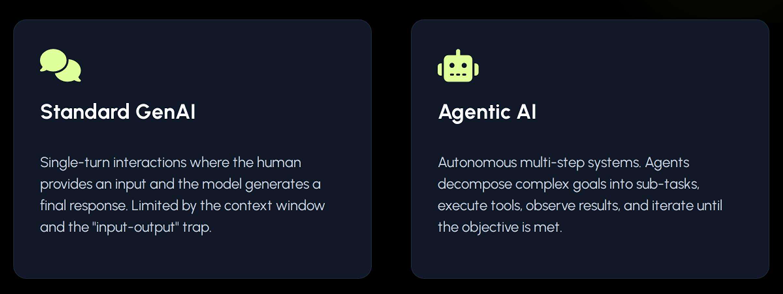 Standard GenAI
Single-turn interactions where the human
provides an input and the model generates a
final response. Limited by the context window
and the "input-output" trap.
Agentic AI
Autonomous multi-step systems. Agents
decompose complex goals into sub-tasks,
execute tools, observe results, and iterate until
the objective is met.